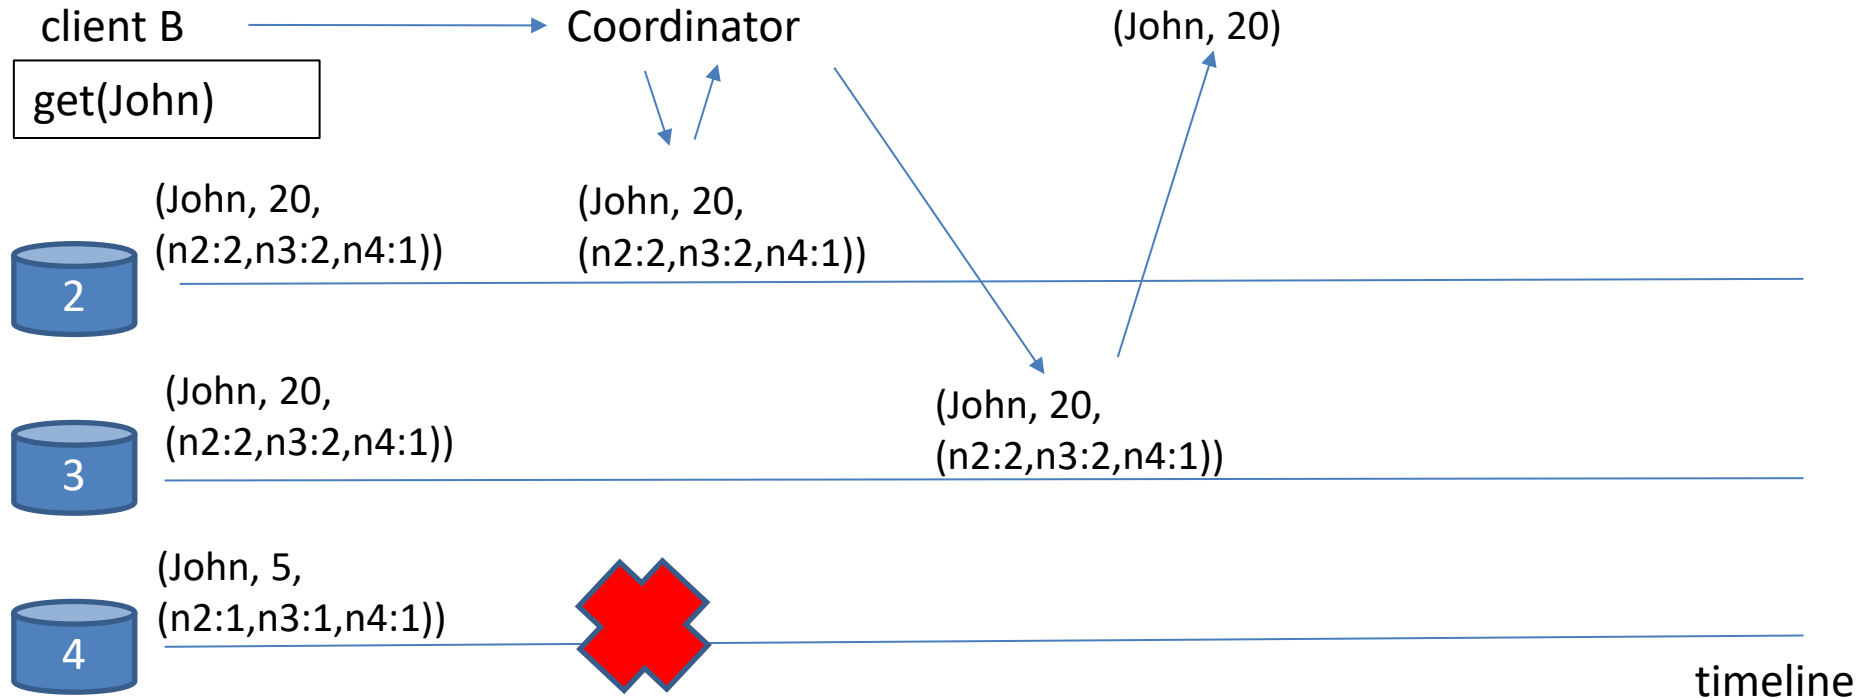 client B
Coordinator
(John, 20)
get(John)
(John, 20,
(n2:2,n3:2,n4:1))
(John, 20,
(n2:2,n3:2,n4:1))
2
(John, 20,
(n2:2,n3:2,n4:1))
(John, 20,
(n2:2,n3:2,n4:1))
3
(John, 5,
(n2:1,n3:1,n4:1))
4
timeline